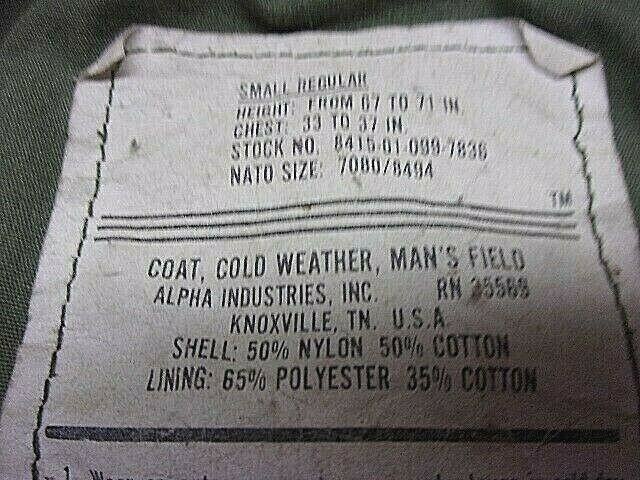 SMALL REGULAR
HEIGHT: FROM 67 TO 71 IN.
CHEST: 33 TO 37 IN.
STOCK NO. 8415-01-099-7836
NATO SIZE: 7080/8494
TM
COAT, COLD WEATHER, MAN'S FIELD
ALPHA INDUSTRIES, INC. RN 35569
KNOXVILLE, TN. U.S.A
SHELL: 50% NYLON 50% COTTON
LINING: 65% POLYESTER 35% COTTON